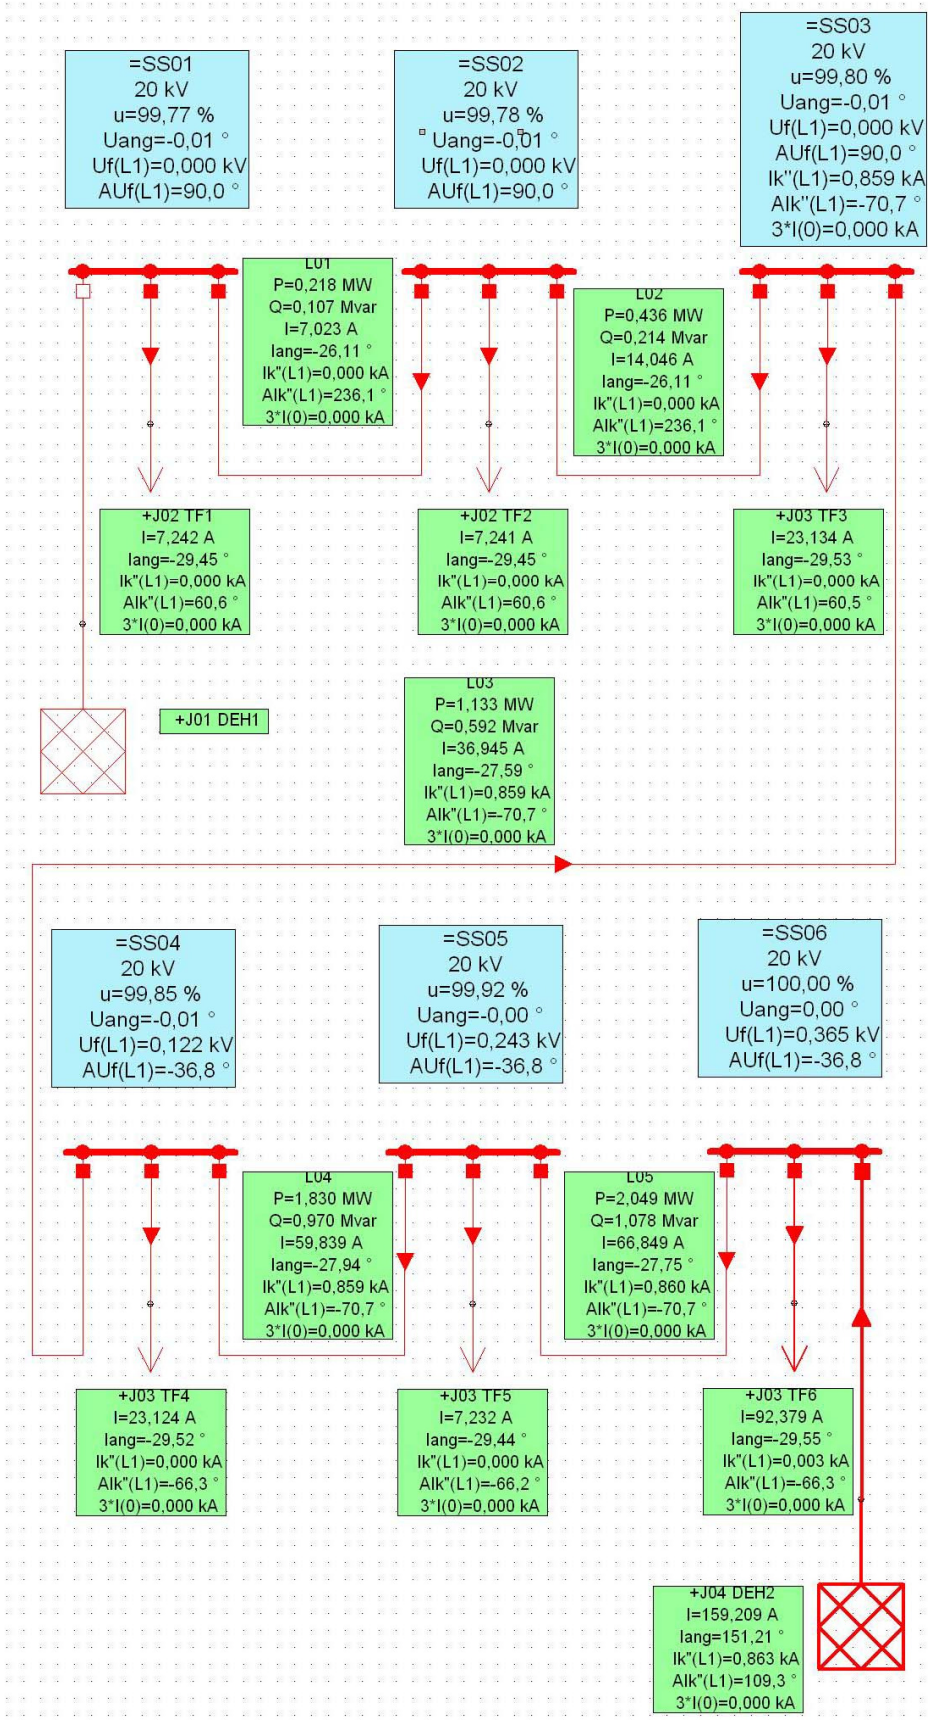 =SS01
20 kV
u=99,77 %
Uang=-0,01 °
Uf(L1)=0,000 kV
AUf(L1)=90,0 °
=SS02
20 kV
u=99,78 %
Uang=-0,01 °
Uf(L1)=0,000 kV
AUf(L1)=90,0 °
=SS03
20 kV
u=99,80 %
Uang=-0,01 °
Uf(L1)=0,000 kV
AUf(L1)=90,0 °
Ik"(L1)=0,859 kA
AIk"(L1)=-70,7 °
3*I(0)=0,000 kA
L01
P=0,218 MW
Q=0,107 Mvar
I=7,023 A
Iang=-26,11 °
Ik"(L1)=0,000 kA
AIk"(L1)=236,1 °
3*I(0)=0,000 kA
L02
P=0,436 MW
Q=0,214 Mvar
I=14,046 A
Iang=-26,11 °
Ik"(L1)=0,000 kA
AIk"(L1)=236,1 °
3*I(0)=0,000 kA
+J02 TF1
I=7,242 A
Iang=-29,45 °
Ik"(L1)=0,000 kA
AIk"(L1)=60,6 °
3*I(0)=0,000 kA
+J02 TF2
I=7,241 A
Iang=-29,45 °
Ik"(L1)=0,000 kA
AIk"(L1)=60,6 °
3*I(0)=0,000 kA
+J03 TF3
I=23,134 A
Iang=-29,53 °
Ik"(L1)=0,000 kA
AIk"(L1)=60,5 °
3*I(0)=0,000 kA
+J01 DEH1
L03
P=1,133 MW
Q=0,592 Mvar
I=36,945 A
Iang=-27,59 °
Ik"(L1)=0,859 kA
AIk"(L1)=-70,7 °
3*I(0)=0,000 kA
=SS04
20 kV
u=99,85 %
Uang=-0,01 °
Uf(L1)=0,122 kV
AUf(L1)=-36,8 °
=SS05
20 kV
u=99,92 %
Uang=-0,00 °
Uf(L1)=0,243 kV
AUf(L1)=-36,8 °
=SS06
20 kV
u=100,00 %
Uang=0,00 °
Uf(L1)=0,365 kV
AUf(L1)=-36,8 °
L04
P=1,830 MW
Q=0,970 Mvar
I=59,839 A
Iang=-27,94 °
Ik"(L1)=0,859 kA
AIk"(L1)=-70,7 °
3*I(0)=0,000 kA
L05
P=2,049 MW
Q=1,078 Mvar
I=66,849 A
Iang=-27,75 °
Ik"(L1)=0,860 kA
AIk"(L1)=-70,7 °
3*I(0)=0,000 kA
+J03 TF4
I=23,124 A
Iang=-29,52 °
Ik"(L1)=0,000 kA
AIk"(L1)=-66,3 °
3*I(0)=0,000 kA
+J03 TF5
I=7,232 A
Iang=-29,44 °
Ik"(L1)=0,000 kA
AIk"(L1)=-66,2 °
3*I(0)=0,000 kA
+J03 TF6
I=92,379 A
Iang=-29,55 °
Ik"(L1)=0,003 kA
AIk"(L1)=-66,3 °
3*I(0)=0,000 kA
+J04 DEH2
I=159,209 A
Iang=151,21 °
Ik"(L1)=0,863 kA
AIk"(L1)=109,3 °
3*I(0)=0,000 kA